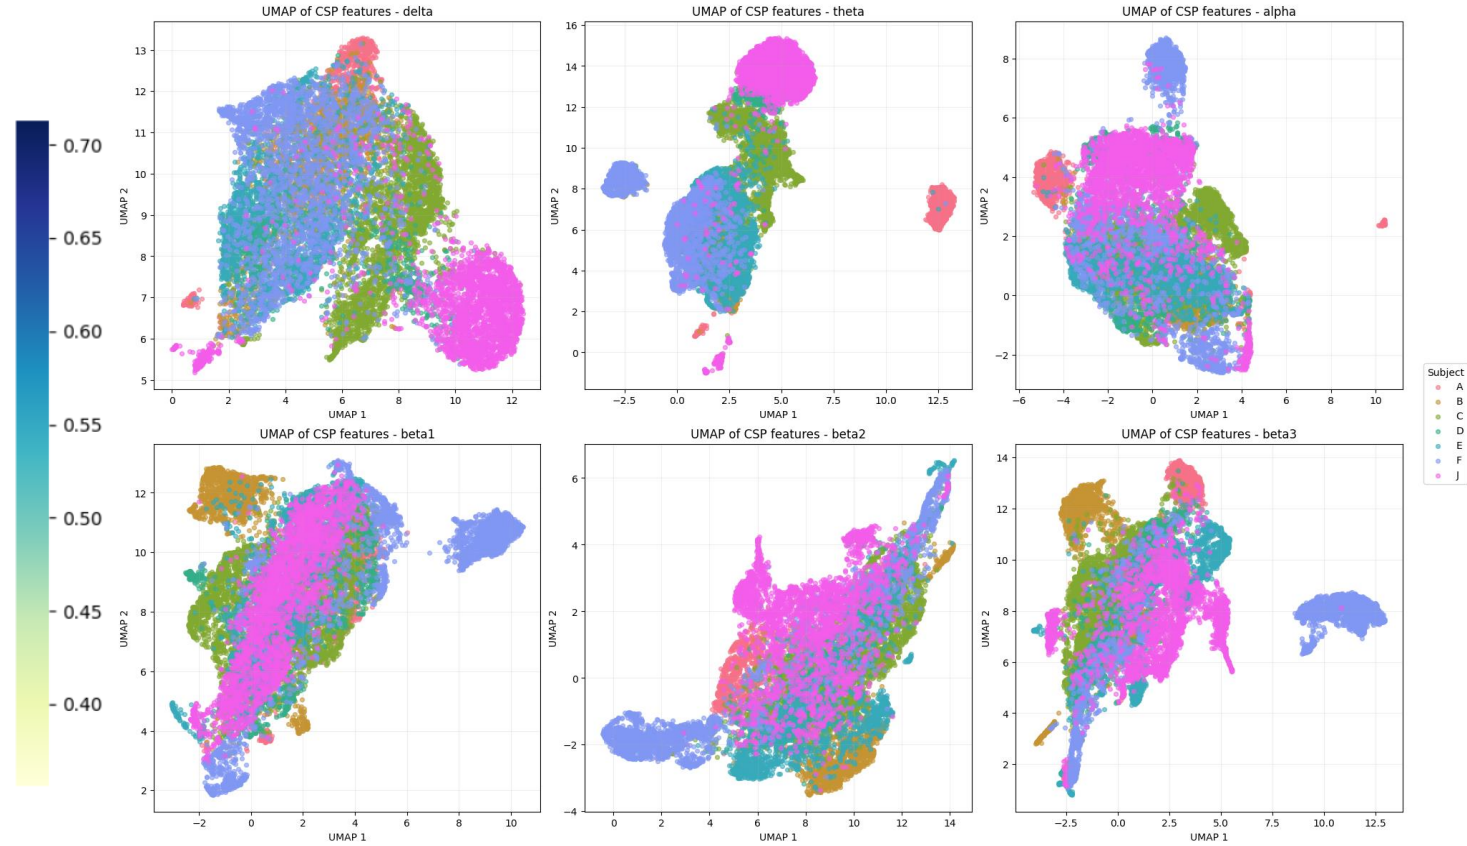 0.70
0.65
0.60
0.55
0.50
0.45
0.40
UMAP of CSP features - delta
UMAP 2
13
12
11
10
9
8
7
6
5
0 2 4 6 8 10 12
UMAP 1
UMAP of CSP features - theta
UMAP 2
16
14
12
10
8
6
4
2
0
−2.5 0.0 2.5 5.0 7.5 10.0 12.5
UMAP 1
UMAP of CSP features - alpha
UMAP 2
8
6
4
2
0
−2
−6 −4 −2 0 2 4 6 8 10
UMAP 1
Subject
A
B
C
D
E
F
J
UMAP of CSP features - beta1
UMAP 2
12
10
8
6
4
2
−2 0 2 4 6 8 10
UMAP 1
UMAP of CSP features - beta2
UMAP 2
6
4
2
0
−2
−4
0 2 4 6 8 10 12 14
UMAP 1
UMAP of CSP features - beta3
UMAP 2
14
12
10
8
6
4
2
−2.5 0.0 2.5 5.0 7.5 10.0 12.5
UMAP 1